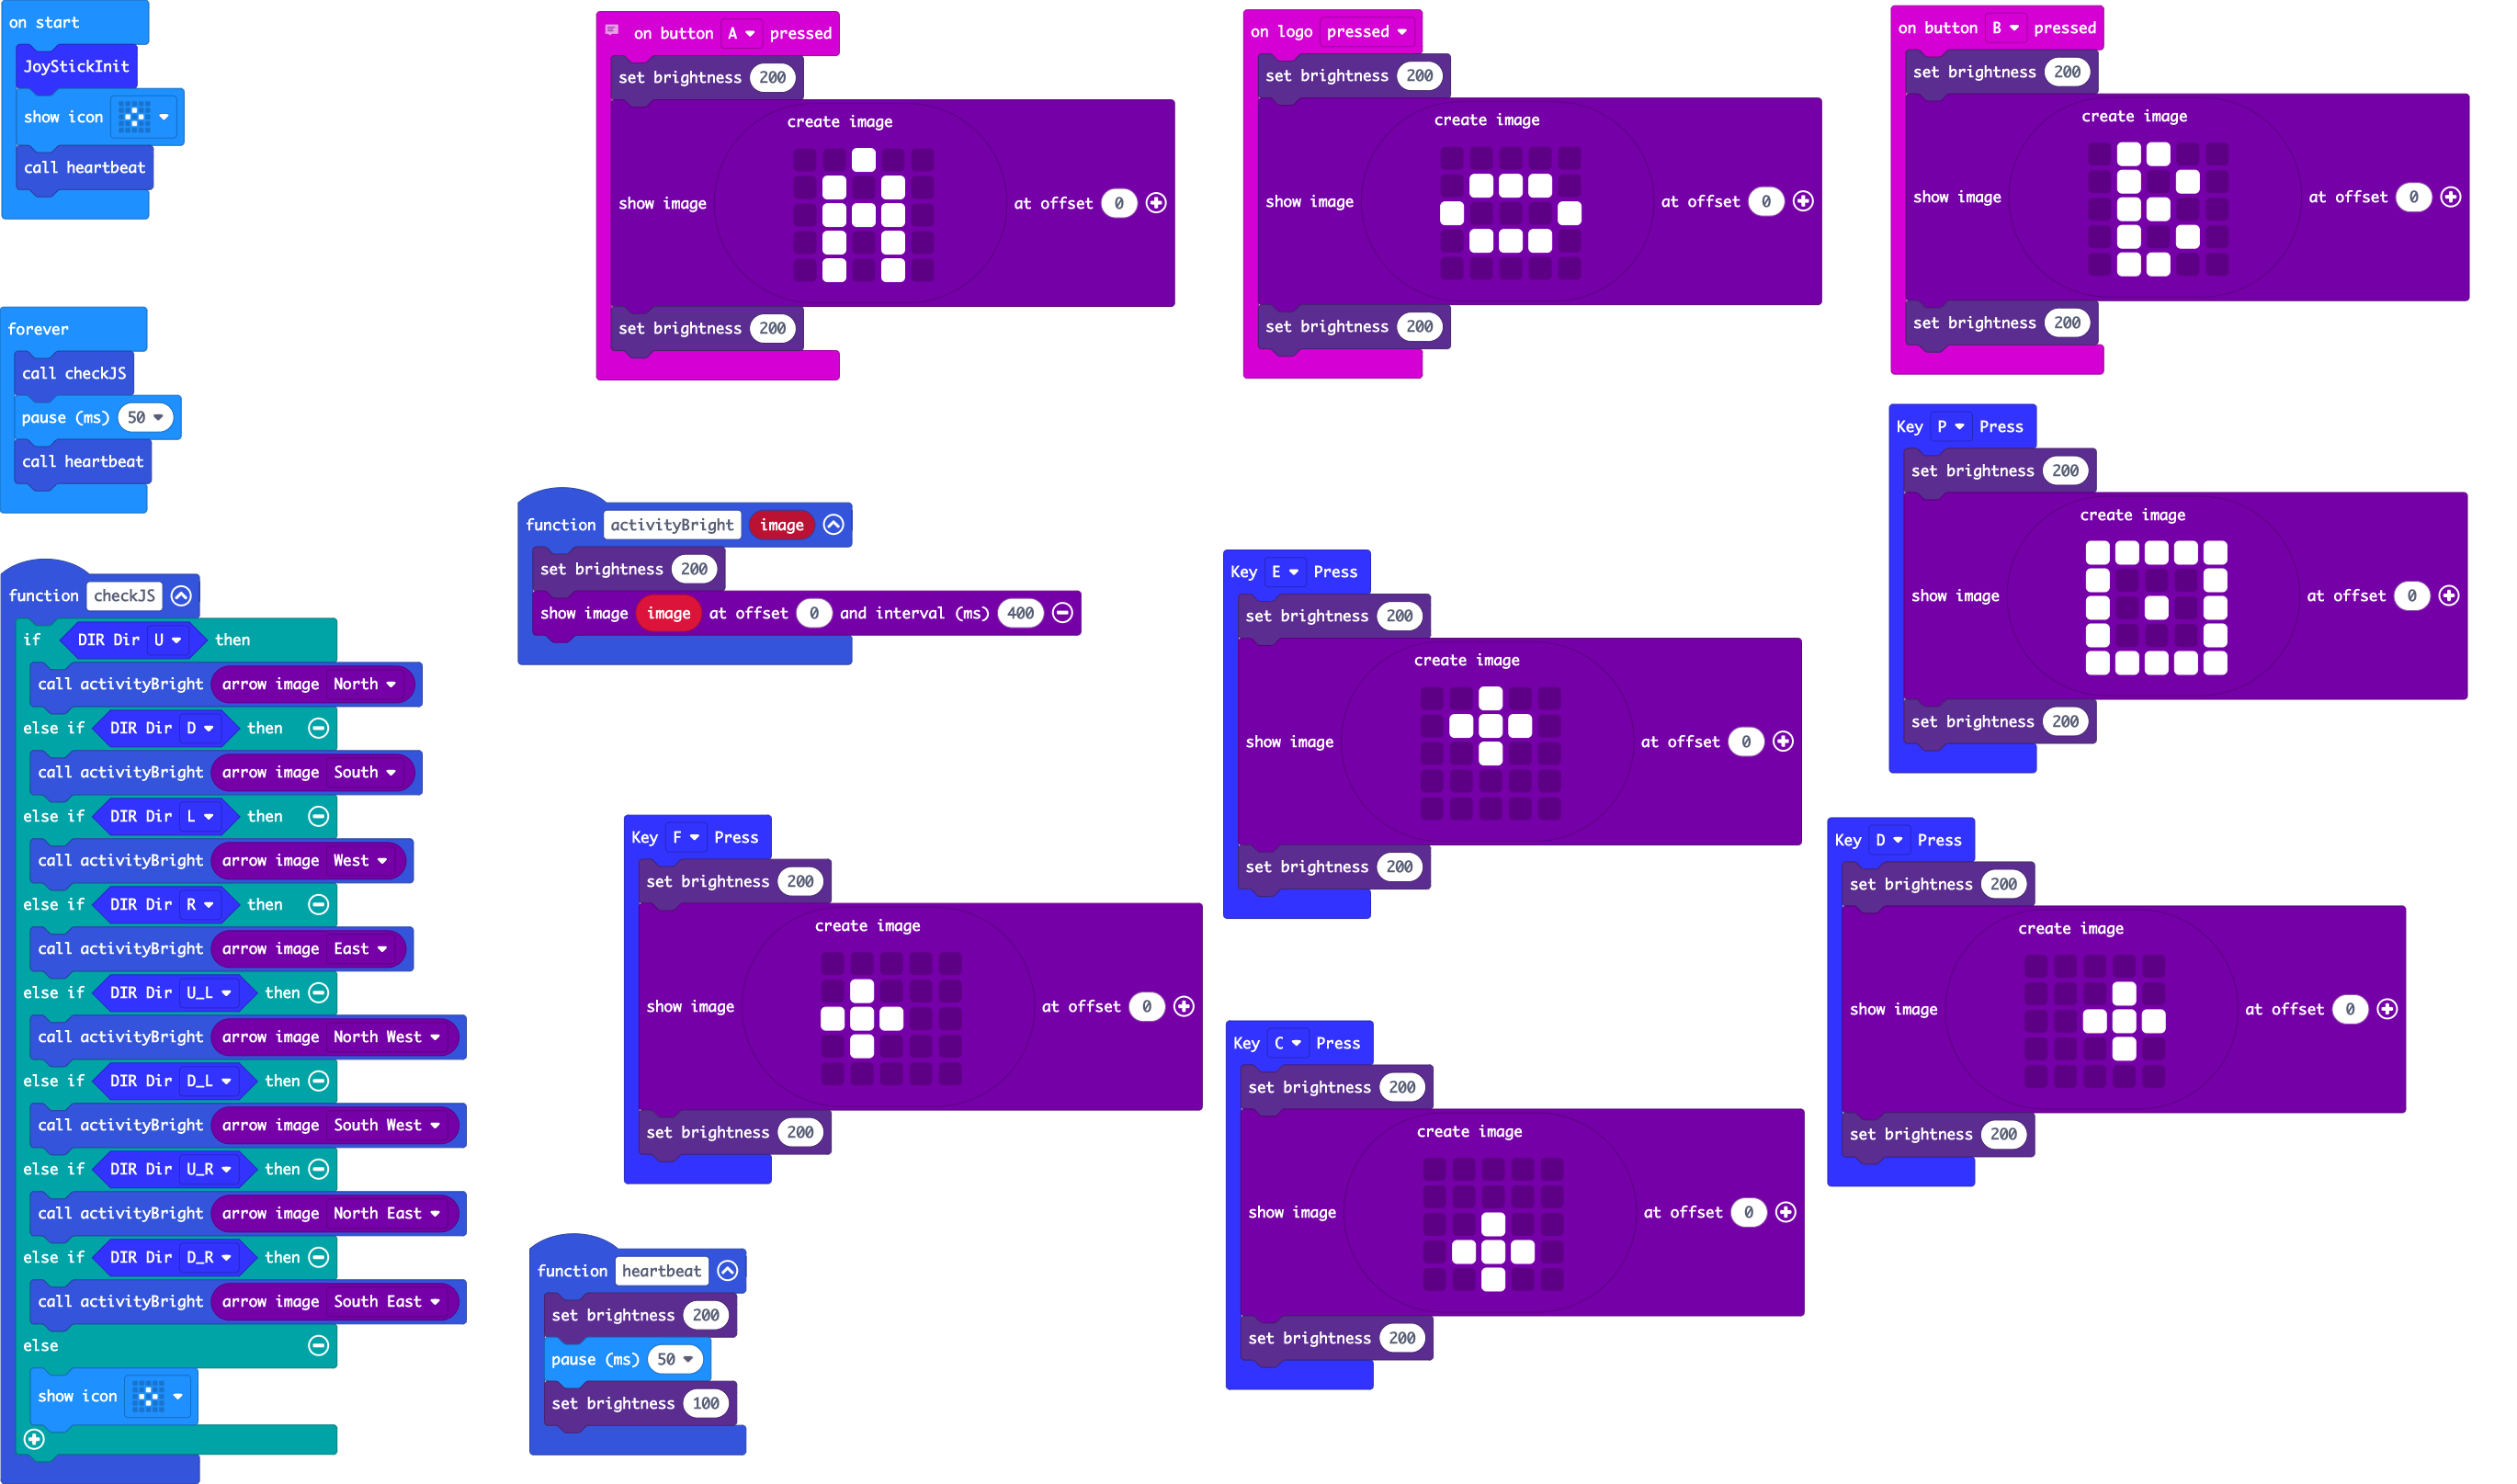 on start
JoyStickInit
show icon
call heartbeat
forever
call checkJS
pause (ms) 50
call heartbeat
function checkJS
if DIR Dir U then
call activityBright arrow image North
else if DIR Dir D then
call activityBright arrow image South
else if DIR Dir L then
call activityBright arrow image West
else if DIR Dir R then
call activityBright arrow image East
else if DIR Dir U_L then
call activityBright arrow image North West
else if DIR Dir D_L then
call activityBright arrow image South West
else if DIR Dir U_R then
call activityBright arrow image North East
else if DIR Dir D_R then
call activityBright arrow image South East
else
show icon
on button A pressed
set brightness 200
create image
show image at offset 0
set brightness 200
function activityBright image
set brightness 200
show image image at offset 0 and interval (ms) 400
Key F Press
set brightness 200
create image
show image at offset 0
set brightness 200
function heartbeat
set brightness 200
pause (ms) 50
set brightness 100
on logo pressed
set brightness 200
create image
show image at offset 0
set brightness 200
Key E Press
set brightness 200
create image
show image at offset 0
set brightness 200
Key C Press
set brightness 200
create image
show image at offset 0
set brightness 200
on button B pressed
set brightness 200
create image
show image at offset 0
set brightness 200
Key P Press
set brightness 200
create image
show image at offset 0
set brightness 200
Key D Press
set brightness 200
create image
show image at offset 0
set brightness 200